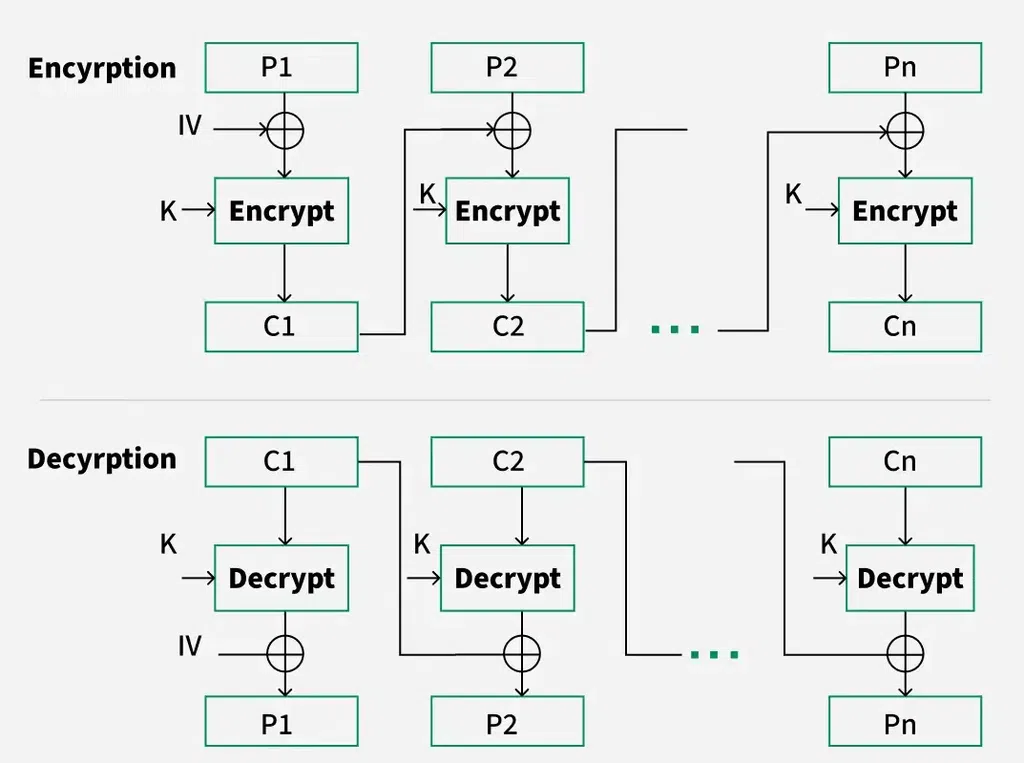 Encyrption P1 P2 Pn
IV
K Encrypt K Encrypt K Encrypt
C1 C2 ... Cn
Decyrption C1 C2 Cn
K K K
Decrypt Decrypt Decrypt
IV ...
P1 P2 Pn